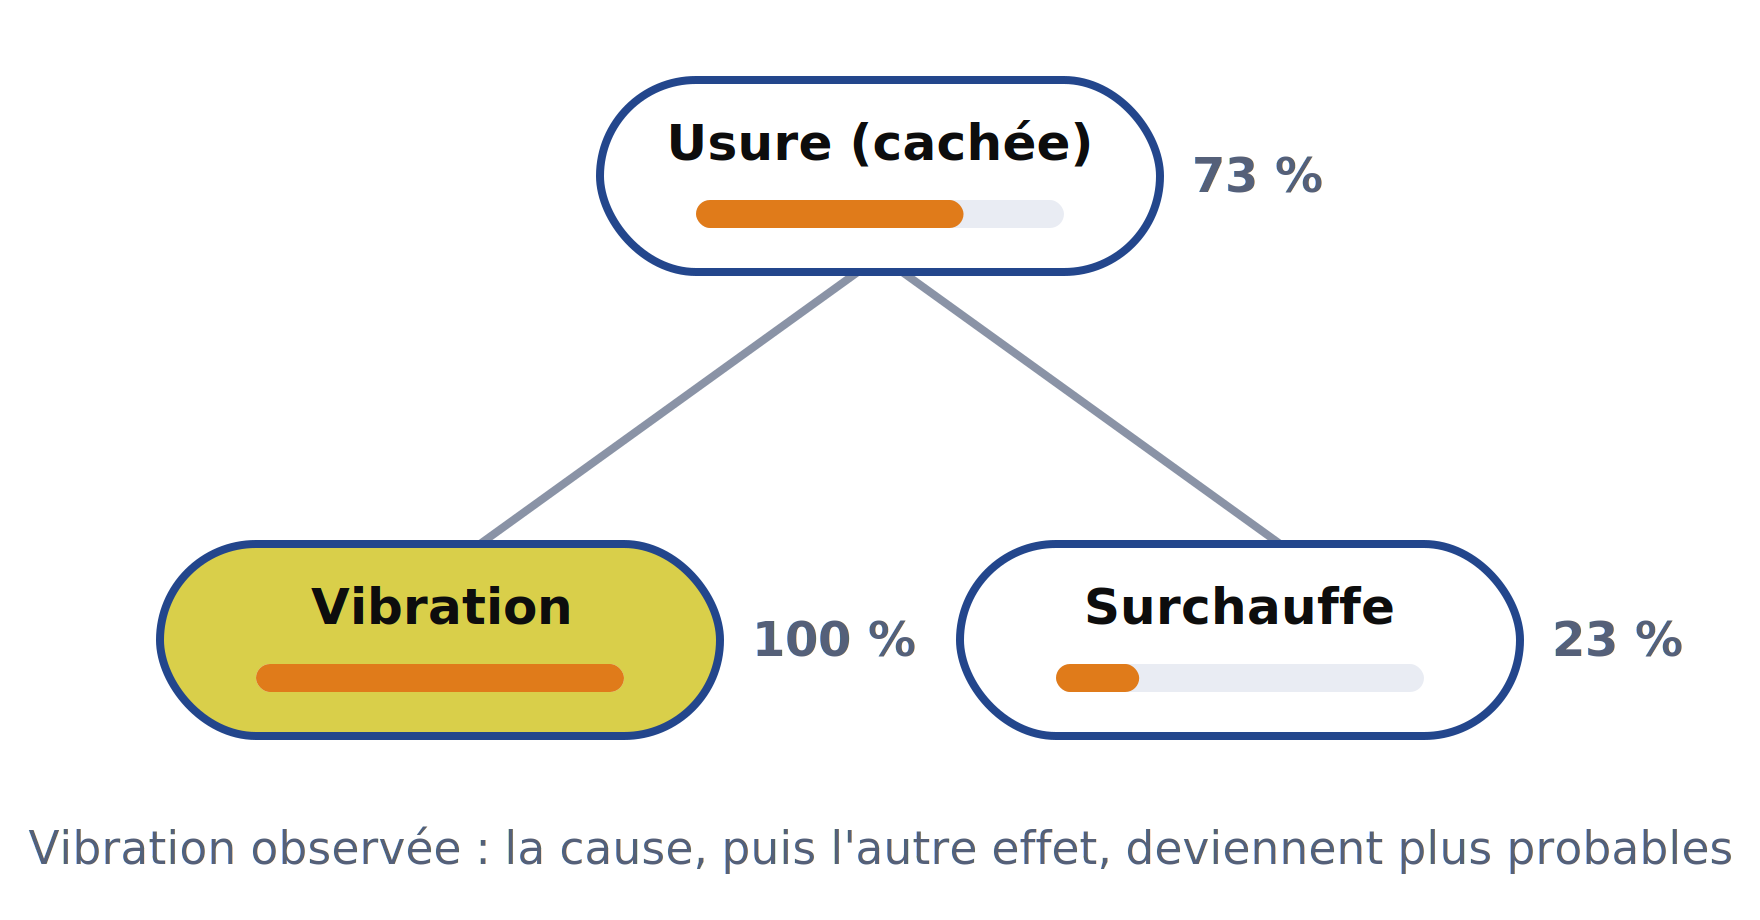 Usure (cachée)
73 %
Vibration
100 %
Surchauffe
23 %
Vibration observée : la cause, puis l'autre effet, deviennent plus probables